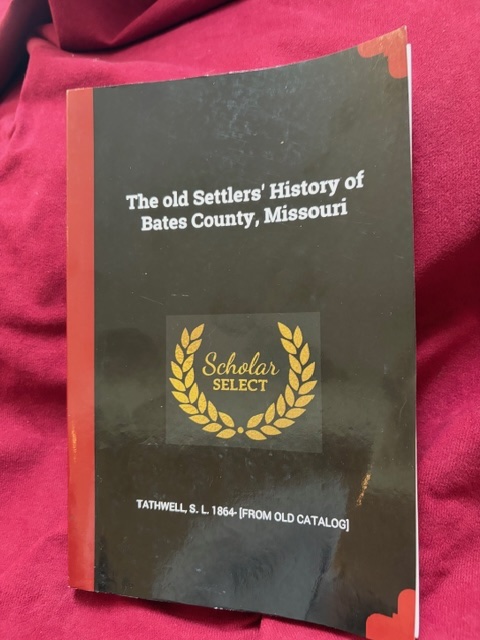 The old Settlers' History of
Bates County, Missouri
Scholar
SELECT
TATHWELL, S. L. 1864- [FROM OLD CATALOG]